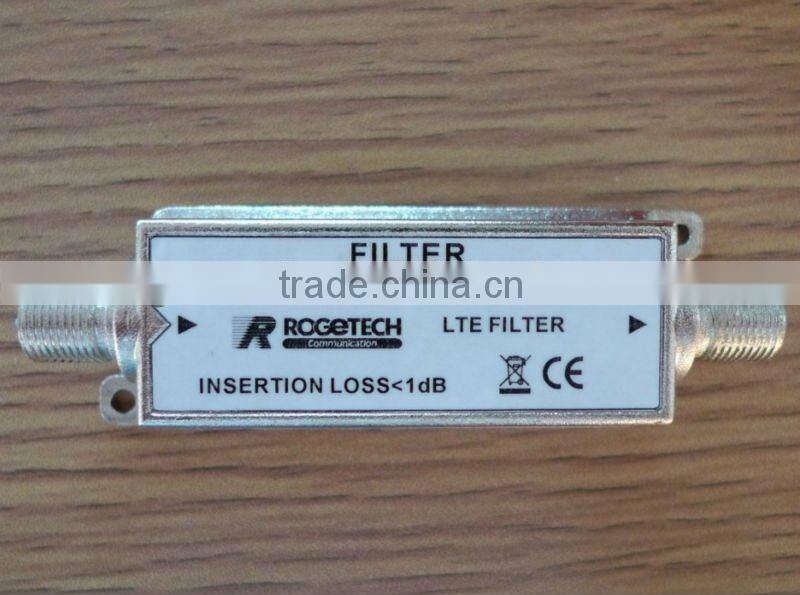 FILTER
trade.china.cn
R ROGETECH
Communication
LTE FILTER
INSERTION LOSS<1dB
CE